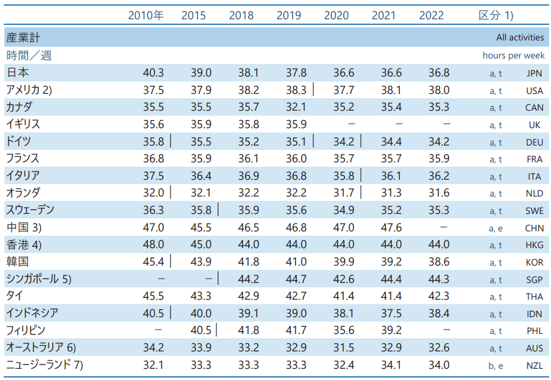 2010年 2015 2018 2019 2020 2021 2022 区分 1)
産業計 All activities
時間／週 hours per week
日本 40.3 39.0 38.1 37.8 36.6 36.6 36.8 a, t JPN
アメリカ 2) 37.5 37.9 38.2 38.3 37.7 38.1 38.0 a, t USA
カナダ 35.5 35.5 35.7 32.1 35.2 35.4 35.3 a, t CAN
イギリス 35.6 35.9 35.8 35.9 － － － a, t UK
ドイツ 35.8 35.5 35.2 35.1 34.2 34.4 34.2 a, t DEU
フランス 36.8 35.9 36.1 36.0 35.7 35.7 35.9 a, t FRA
イタリア 37.5 36.4 36.9 36.8 35.8 36.1 36.2 a, t ITA
オランダ 32.0 32.1 32.2 32.2 31.7 31.3 31.6 a, t NLD
スウェーデン 36.3 35.8 35.9 35.6 34.9 35.2 35.3 a, t SWE
中国 3) 47.0 45.5 46.5 46.8 47.0 47.6 － a, e CHN
香港 4) 48.0 45.0 44.0 44.0 44.0 44.0 44.0 a, t HKG
韓国 45.4 43.9 41.8 41.0 39.9 39.2 38.6 a, t KOR
シンガポール 5) － － 44.2 44.7 42.6 44.4 44.3 a, t SGP
タイ 45.5 43.3 42.9 42.7 41.4 41.4 42.3 a, t THA
インドネシア 40.5 40.0 39.1 39.0 38.1 37.5 38.4 a, t IDN
フィリピン － 40.5 41.8 41.7 35.6 39.2 － a, t PHL
オーストラリア 6) 34.2 33.9 33.2 32.9 31.5 32.9 32.6 a, t AUS
ニュージーランド 7) 32.1 33.3 33.3 33.3 32.4 34.1 34.0 b, e NZL